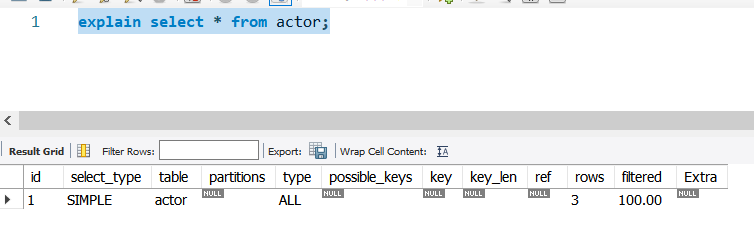 1 explain select * from actor;
Result Grid Filter Rows: Export: Wrap Cell Content: IA
id select_type table partitions type possible_keys key key_len ref rows filtered Extra
1 SIMPLE actor NULL ALL NULL NULL NULL NULL 3 100.00 NULL